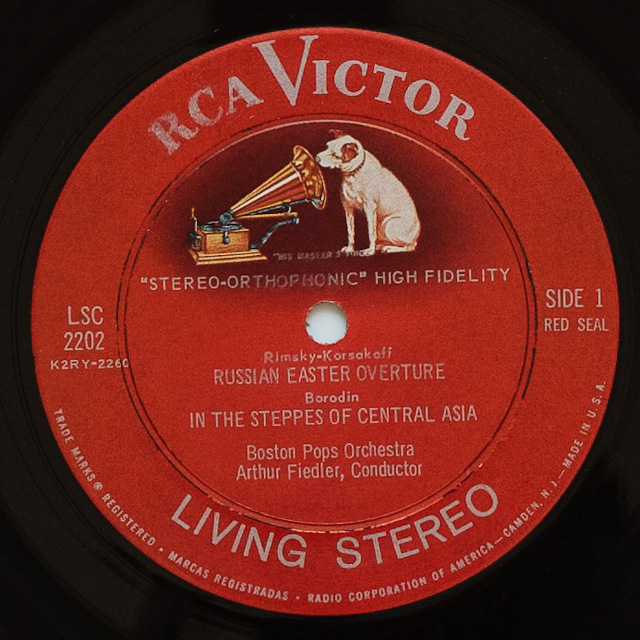 RCA VICTOR
"HIS MASTER'S VOICE"
"STEREO-ORTHOPHONIC" HIGH FIDELITY
LSC
2202
K2RY-2260
SIDE 1
RED SEAL
Rimsky-Korsakoff
RUSSIAN EASTER OVERTURE
Borodin
IN THE STEPPES OF CENTRAL ASIA
Boston Pops Orchestra
Arthur Fiedler, Conductor
LIVING STEREO
TRADE MARKS ® REGISTERED • MARCAS REGISTRADAS • RADIO CORPORATION OF AMERICA—CAMDEN, N. J.—MADE IN U.S.A.